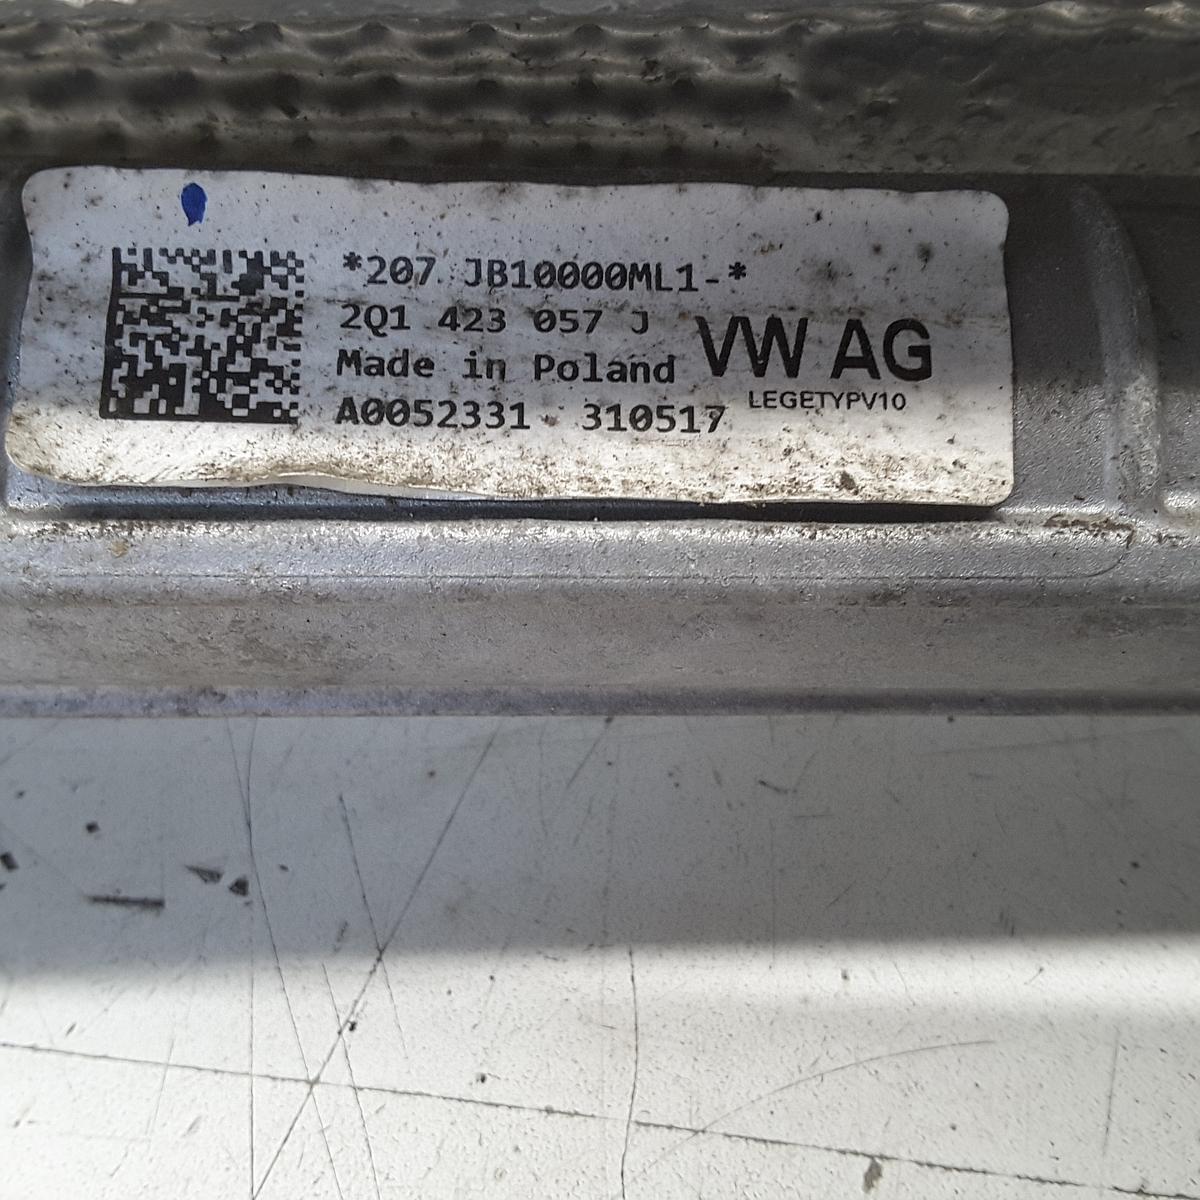 *207 JB10000ML1-*
2Q1 423 057 J
Made in Poland
A0052331 310517
VW AG
LEGETYPV10